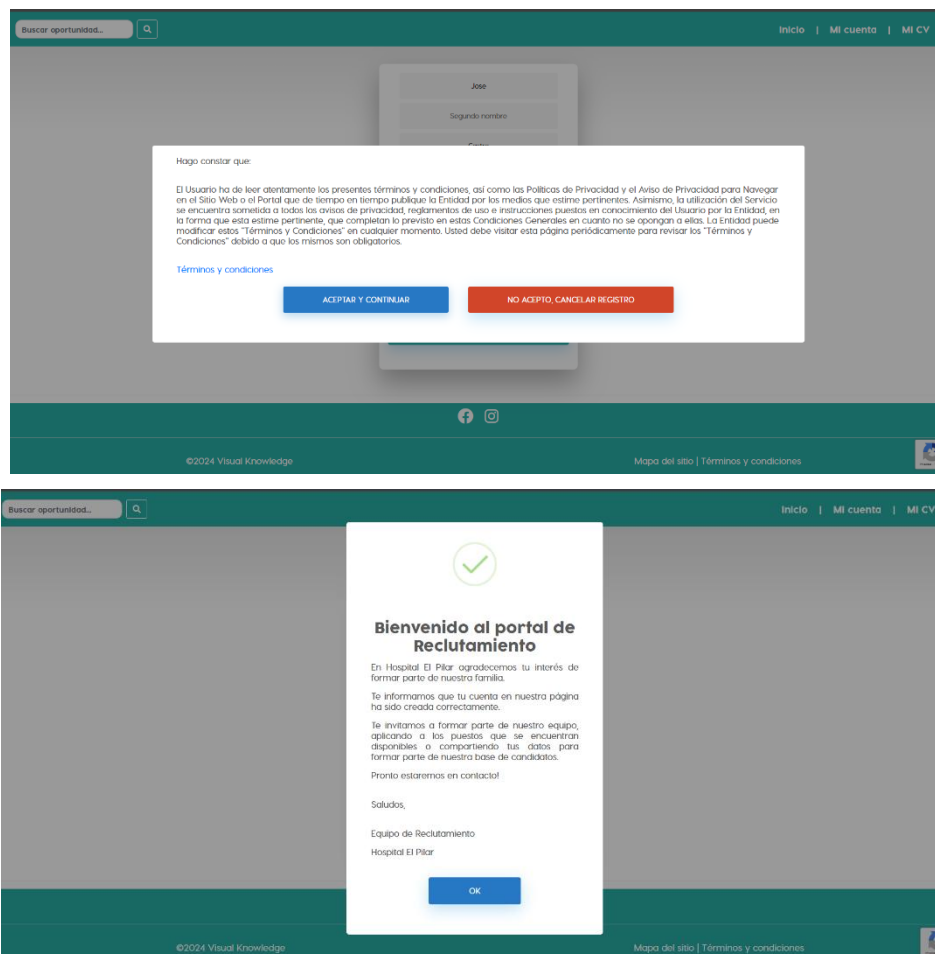 Buscar oportunidad...
Inicio | Mi cuenta | Mi CV
Jose
Segundo nombre
Hago constar que:
El Usuario ha de leer atentamente los presentes términos y condiciones, así como las Políticas de Privacidad y el Aviso de Privacidad para Navegar
en el Sitio Web o el Portal que de tiempo en tiempo publique la Entidad por los medios que estime pertinentes. Asimismo, la utilización del Servicio
se encuentra sometida a todos los avisos de privacidad, reglamentos de uso e instrucciones puestos en conocimiento del Usuario por la Entidad, en
la forma que esta estime pertinente, que completan lo previsto en estas Condiciones Generales en cuanto no se opongan a ellas. La Entidad puede
modificar estos "Términos y Condiciones" en cualquier momento. Usted debe visitar esta página periódicamente para revisar los "Términos y
Condiciones" debido a que los mismos son obligatorios.
Términos y condiciones
ACEPTAR Y CONTINUAR
NO ACEPTO, CANCELAR REGISTRO
©2024 Visual Knowledge
Mapa del sitio | Términos y condiciones
Buscar oportunidad...
Inicio | Mi cuenta | Mi CV
Bienvenido al portal de
Reclutamiento
En Hospital El Pilar agradecemos tu interés de
formar parte de nuestra familia.
Te informamos que tu cuenta en nuestra página
ha sido creada correctamente.
Te invitamos a formar parte de nuestro equipo,
aplicando a los puestos que se encuentran
disponibles o compartiendo tus datos para
formar parte de nuestra base de candidatos.
Pronto estaremos en contacto!
Saludos,
Equipo de Reclutamiento
Hospital El Pilar
OK
©2024 Visual Knowledge
Mapa del sitio | Términos y condiciones